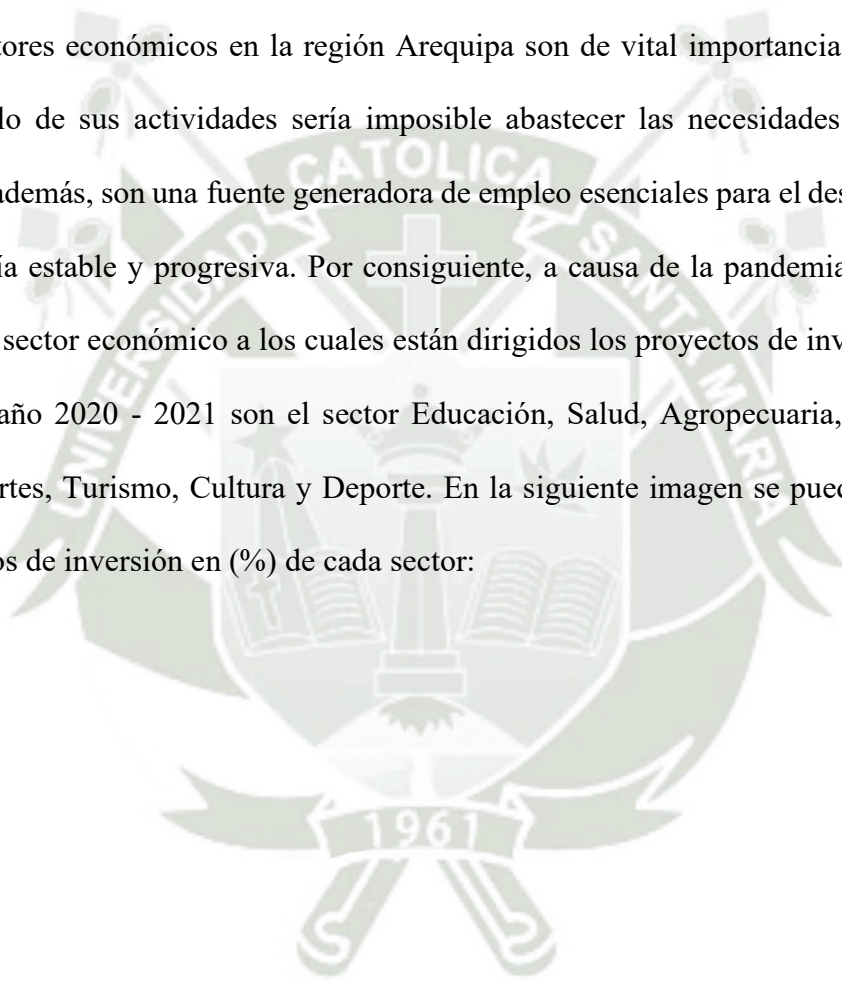 tores económicos en la región Arequipa son de vital importancia
lo de sus actividades sería imposible abastecer las necesidades
además, son una fuente generadora de empleo esenciales para el des
ía estable y progresiva. Por consiguiente, a causa de la pandemia
sector económico a los cuales están dirigidos los proyectos de inv
año 2020 - 2021 son el sector Educación, Salud, Agropecuaria,
rtes, Turismo, Cultura y Deporte. En la siguiente imagen se pued
os de inversión en (%) de cada sector:
UNIVERSIDAD CATOLICA SANTA MARIA
1961